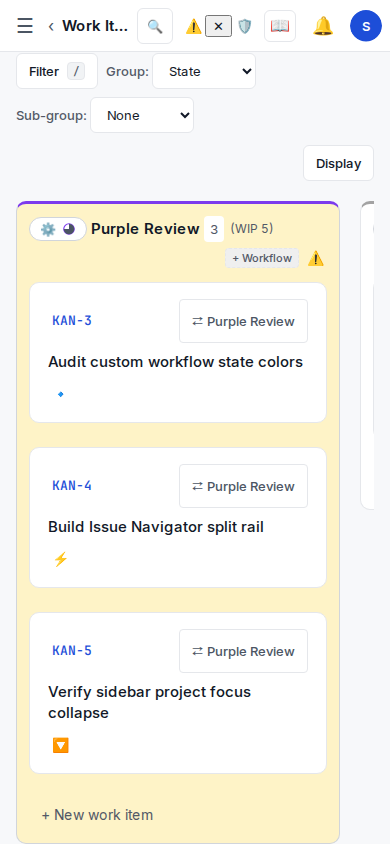 Work It...
S
Filter /
Group: State
Sub-group: None
Display
Purple Review 3 (WIP 5)
+ Workflow
KAN-3
Purple Review
Audit custom workflow state colors
KAN-4
Purple Review
Build Issue Navigator split rail
KAN-5
Purple Review
Verify sidebar project focus
collapse
+ New work item